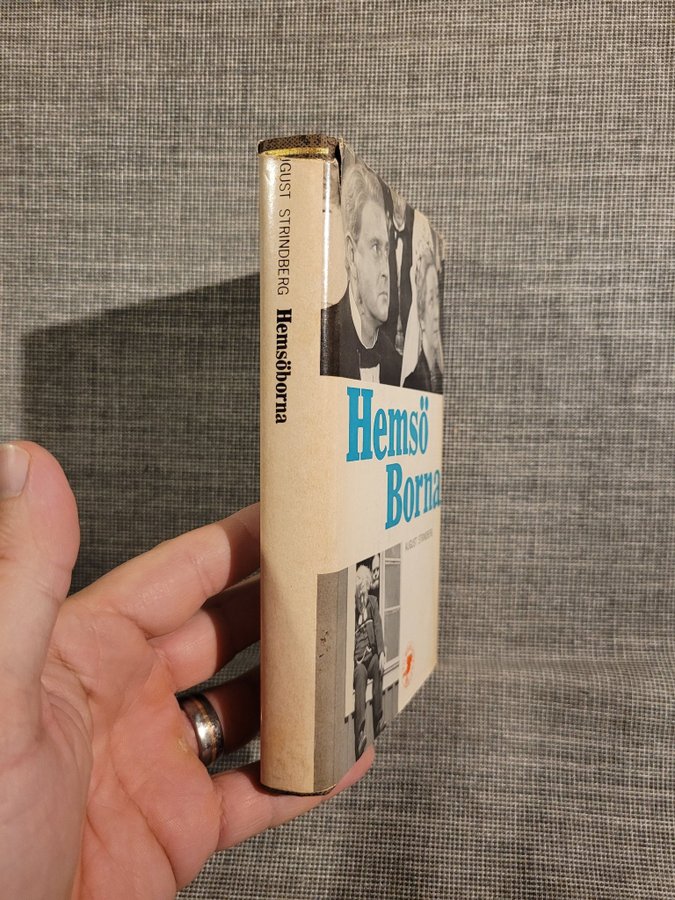 UGUST STRINDBERG Hemsöborna
Hemsö
Borna
AUGUST STRINDBERG